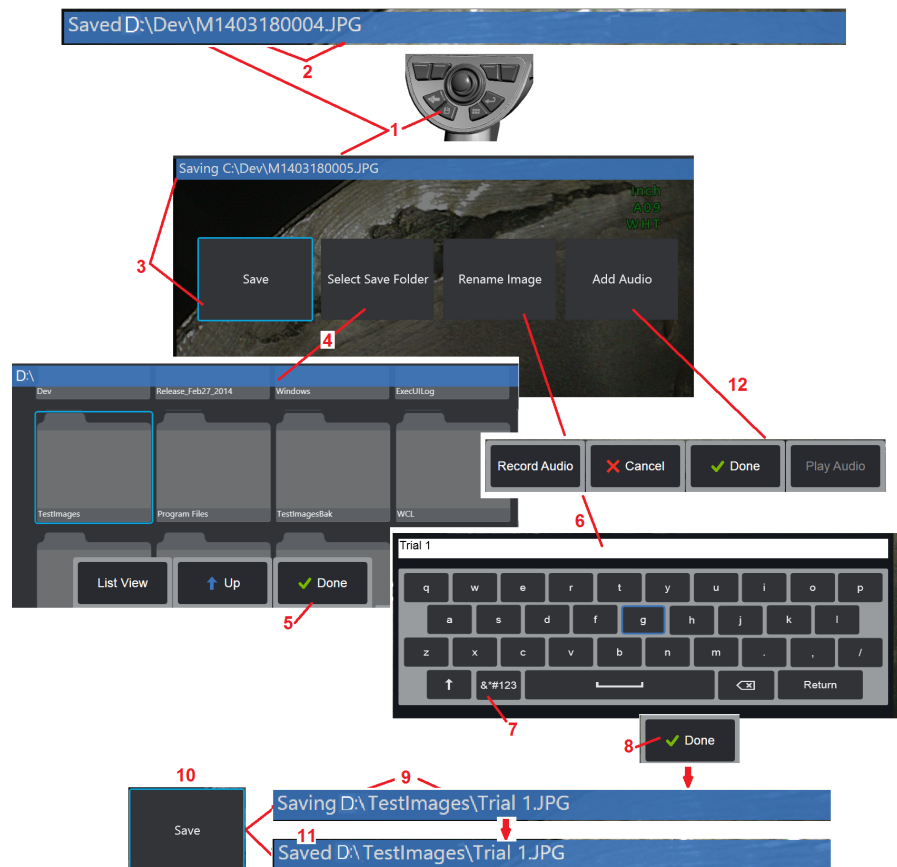 Saved D:\Dev\M1403180004.JPG
2
1
Saving C:\Dev\M1403180005.JPG
Inch
A09
WHT
3
Save
Select Save Folder
Rename Image
Add Audio
4
12
D:\
Dev
Release_Feb27_2014
Windows
ExecUILog
TestImages
Program Files
TestImagesBak
WCL
Record Audio
Cancel
Done
Play Audio
6
List View
Up
Done
5
Trial 1
q w e r t y u i o p
a s d f g h j k l
z x c v b n m . , /
&*#123
Return
7
8
Done
10
9
Saving D:\ TestImages\Trial 1.JPG
Save
11
Saved D:\ TestImages\Trial 1.JPG